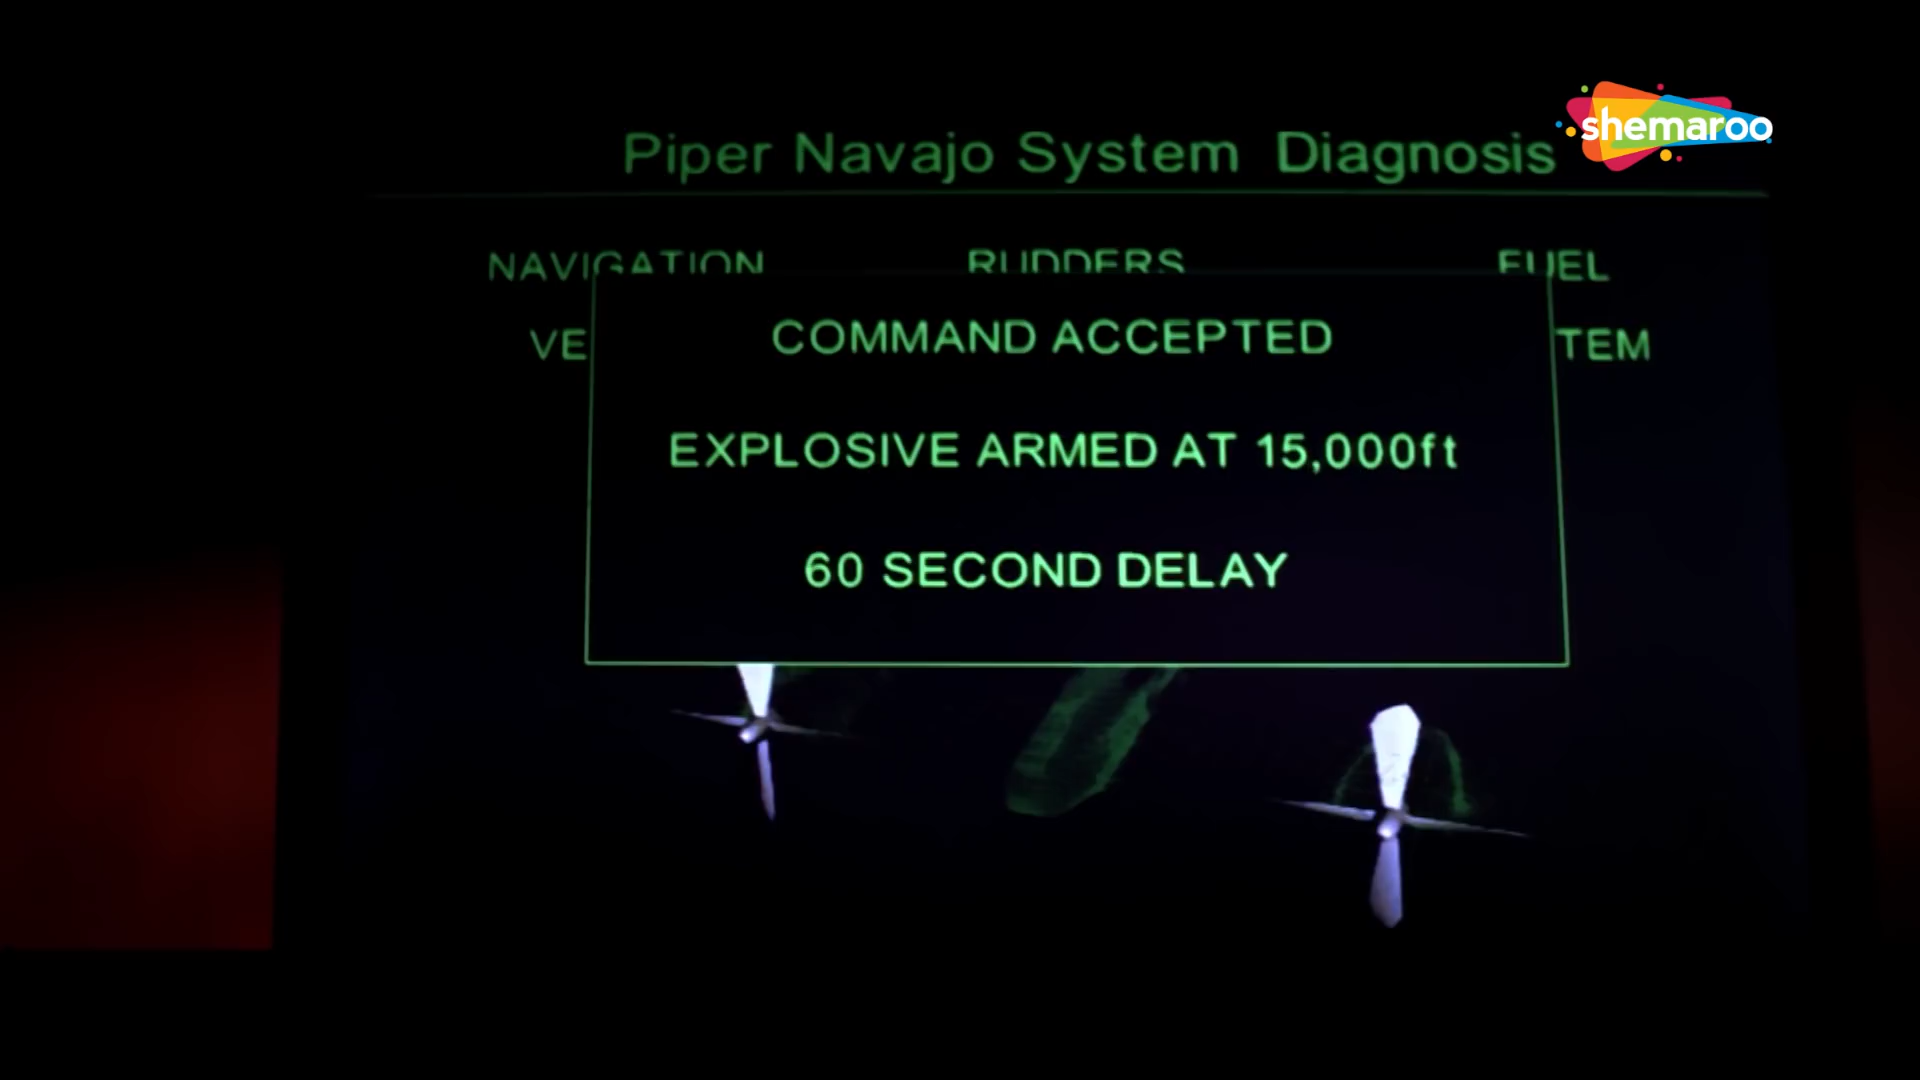 shemaroo
Piper Navajo System Diagnosis
NAVIGATION RUDDERS FUEL
COMMAND ACCEPTED
EXPLOSIVE ARMED AT 15,000ft
60 SECOND DELAY